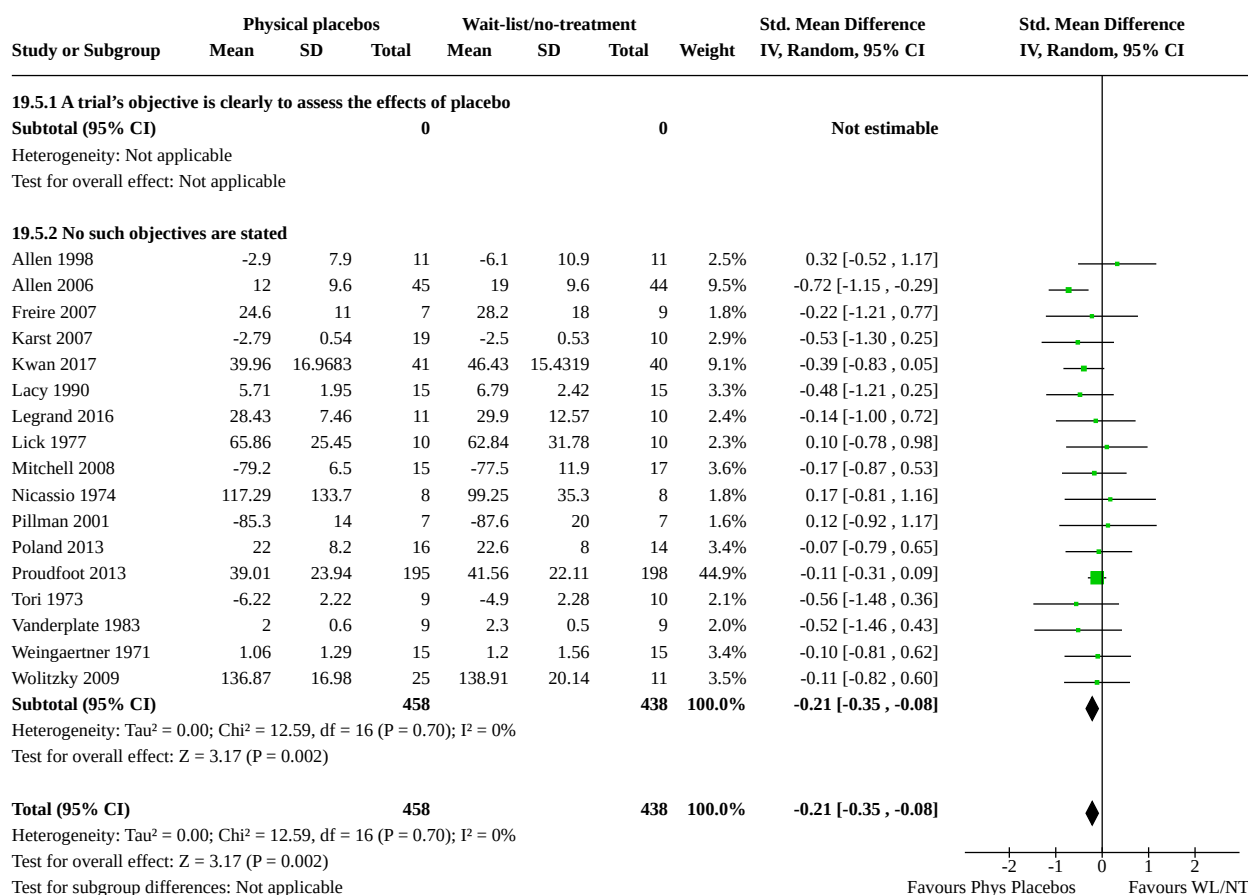 Physical placebos Wait-list/no-treatment Std. Mean Difference Std. Mean Difference
Study or Subgroup Mean SD Total Mean SD Total Weight IV, Random, 95% CI IV, Random, 95% CI
19.5.1 A trial's objective is clearly to assess the effects of placebo
Subtotal (95% CI) 0 0 Not estimable
Heterogeneity: Not applicable
Test for overall effect: Not applicable
19.5.2 No such objectives are stated
Allen 1998 -2.9 7.9 11 -6.1 10.9 11 2.5% 0.32 [-0.52 , 1.17]
Allen 2006 12 9.6 45 19 9.6 44 9.5% -0.72 [-1.15 , -0.29]
Freire 2007 24.6 11 7 28.2 18 9 1.8% -0.22 [-1.21 , 0.77]
Karst 2007 -2.79 0.54 19 -2.5 0.53 10 2.9% -0.53 [-1.30 , 0.25]
Kwan 2017 39.96 16.9683 41 46.43 15.4319 40 9.1% -0.39 [-0.83 , 0.05]
Lacy 1990 5.71 1.95 15 6.79 2.42 15 3.3% -0.48 [-1.21 , 0.25]
Legrand 2016 28.43 7.46 11 29.9 12.57 10 2.4% -0.14 [-1.00 , 0.72]
Lick 1977 65.86 25.45 10 62.84 31.78 10 2.3% 0.10 [-0.78 , 0.98]
Mitchell 2008 -79.2 6.5 15 -77.5 11.9 17 3.6% -0.17 [-0.87 , 0.53]
Nicassio 1974 117.29 133.7 8 99.25 35.3 8 1.8% 0.17 [-0.81 , 1.16]
Pillman 2001 -85.3 14 7 -87.6 20 7 1.6% 0.12 [-0.92 , 1.17]
Poland 2013 22 8.2 16 22.6 8 14 3.4% -0.07 [-0.79 , 0.65]
Proudfoot 2013 39.01 23.94 195 41.56 22.11 198 44.9% -0.11 [-0.31 , 0.09]
Tori 1973 -6.22 2.22 9 -4.9 2.28 10 2.1% -0.56 [-1.48 , 0.36]
Vanderplate 1983 2 0.6 9 2.3 0.5 9 2.0% -0.52 [-1.46 , 0.43]
Weingaertner 1971 1.06 1.29 15 1.2 1.56 15 3.4% -0.10 [-0.81 , 0.62]
Wolitzky 2009 136.87 16.98 25 138.91 20.14 11 3.5% -0.11 [-0.82 , 0.60]
Subtotal (95% CI) 458 438 100.0% -0.21 [-0.35 , -0.08]
Heterogeneity: Tau² = 0.00; Chi² = 12.59, df = 16 (P = 0.70); I² = 0%
Test for overall effect: Z = 3.17 (P = 0.002)
Total (95% CI) 458 438 100.0% -0.21 [-0.35 , -0.08]
Heterogeneity: Tau² = 0.00; Chi² = 12.59, df = 16 (P = 0.70); I² = 0%
Test for overall effect: Z = 3.17 (P = 0.002)
-2 -1 0 1 2
Test for subgroup differences: Not applicable
Favours Phys Placebos Favours WL/NT